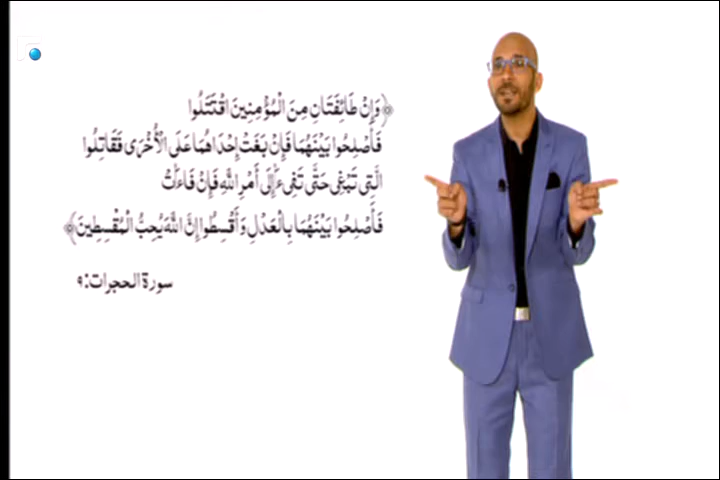 ﴿وَإِنْ طَائِفَتَانِ مِنَ الْمُؤْمِنِينَ اقْتَتَلُوا
فَأَصْلِحُوا بَيْنَهُمَا فَإِنْ بَغَتْ إِحْدَاهُمَا عَلَى الْأُخْرَى فَقَاتِلُوا
الَّتِي تَبْغِي حَتَّى تَفِيءَ إِلَى أَمْرِ اللَّهِ فَإِنْ فَاءَتْ
فَأَصْلِحُوا بَيْنَهُمَا بِالْعَدْلِ وَأَقْسِطُوا إِنَّ اللَّهَ يُحِبُّ الْمُقْسِطِينَ﴾
سورة الحجرات: ٩